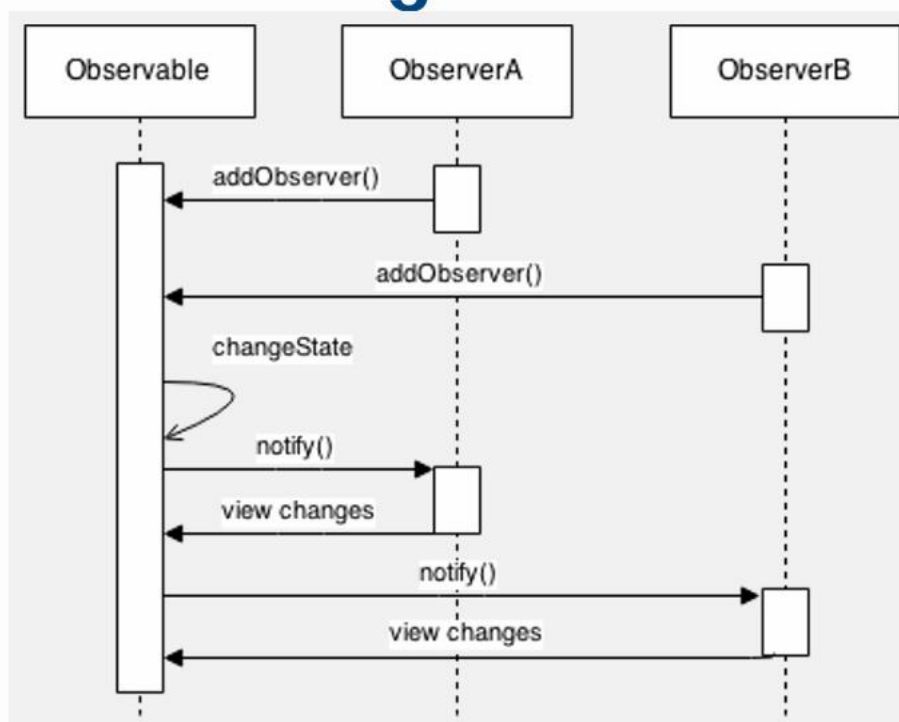 Observable
ObserverA
ObserverB
addObserver()
addObserver()
changeState
notify()
view changes
notify()
view changes